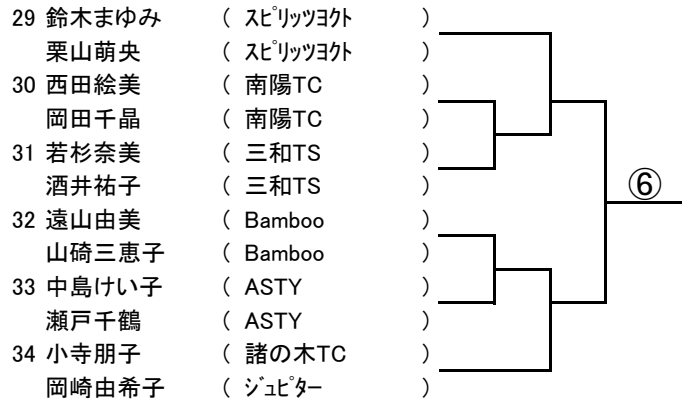 29 鈴木まゆみ ( スピリッツヨクト )
栗山萌央 ( スピリッツヨクト )
30 西田絵美 ( 南陽TC )
岡田千晶 ( 南陽TC )
31 若杉奈美 ( 三和TS )
酒井祐子 ( 三和TS )
⑥
32 遠山由美 ( Bamboo )
山碕三恵子 ( Bamboo )
33 中島けい子 ( ASTY )
瀬戸千鶴 ( ASTY )
34 小寺朋子 ( 諸の木TC )
岡崎由希子 ( ジュピター )